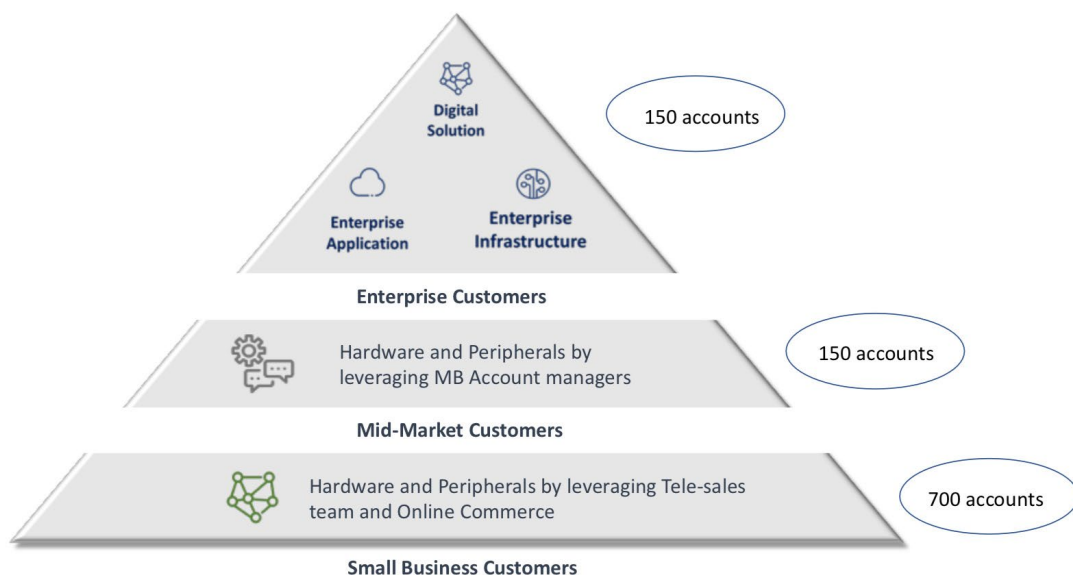 Digital
Solution
150 accounts
Enterprise
Application
Enterprise
Infrastructure
Enterprise Customers
Hardware and Peripherals by
leveraging MB Account managers
150 accounts
Mid-Market Customers
Hardware and Peripherals by leveraging Tele-sales
team and Online Commerce
700 accounts
Small Business Customers